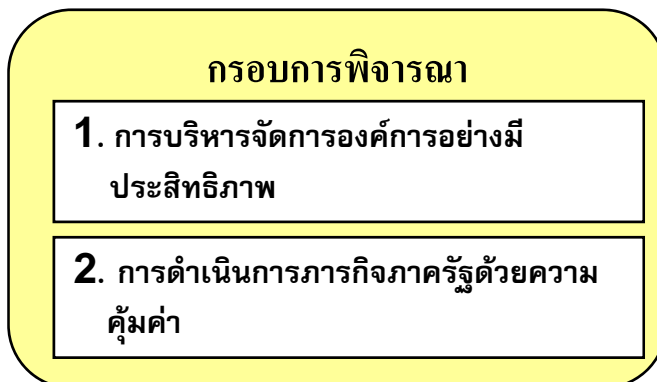 กรอบการพิจารณา
1. การบริหารจัดการองค์การอย่างมี
ประสิทธิภาพ
2. การดำเนินการภารกิจภาครัฐด้วยความ
คุ้มค่า